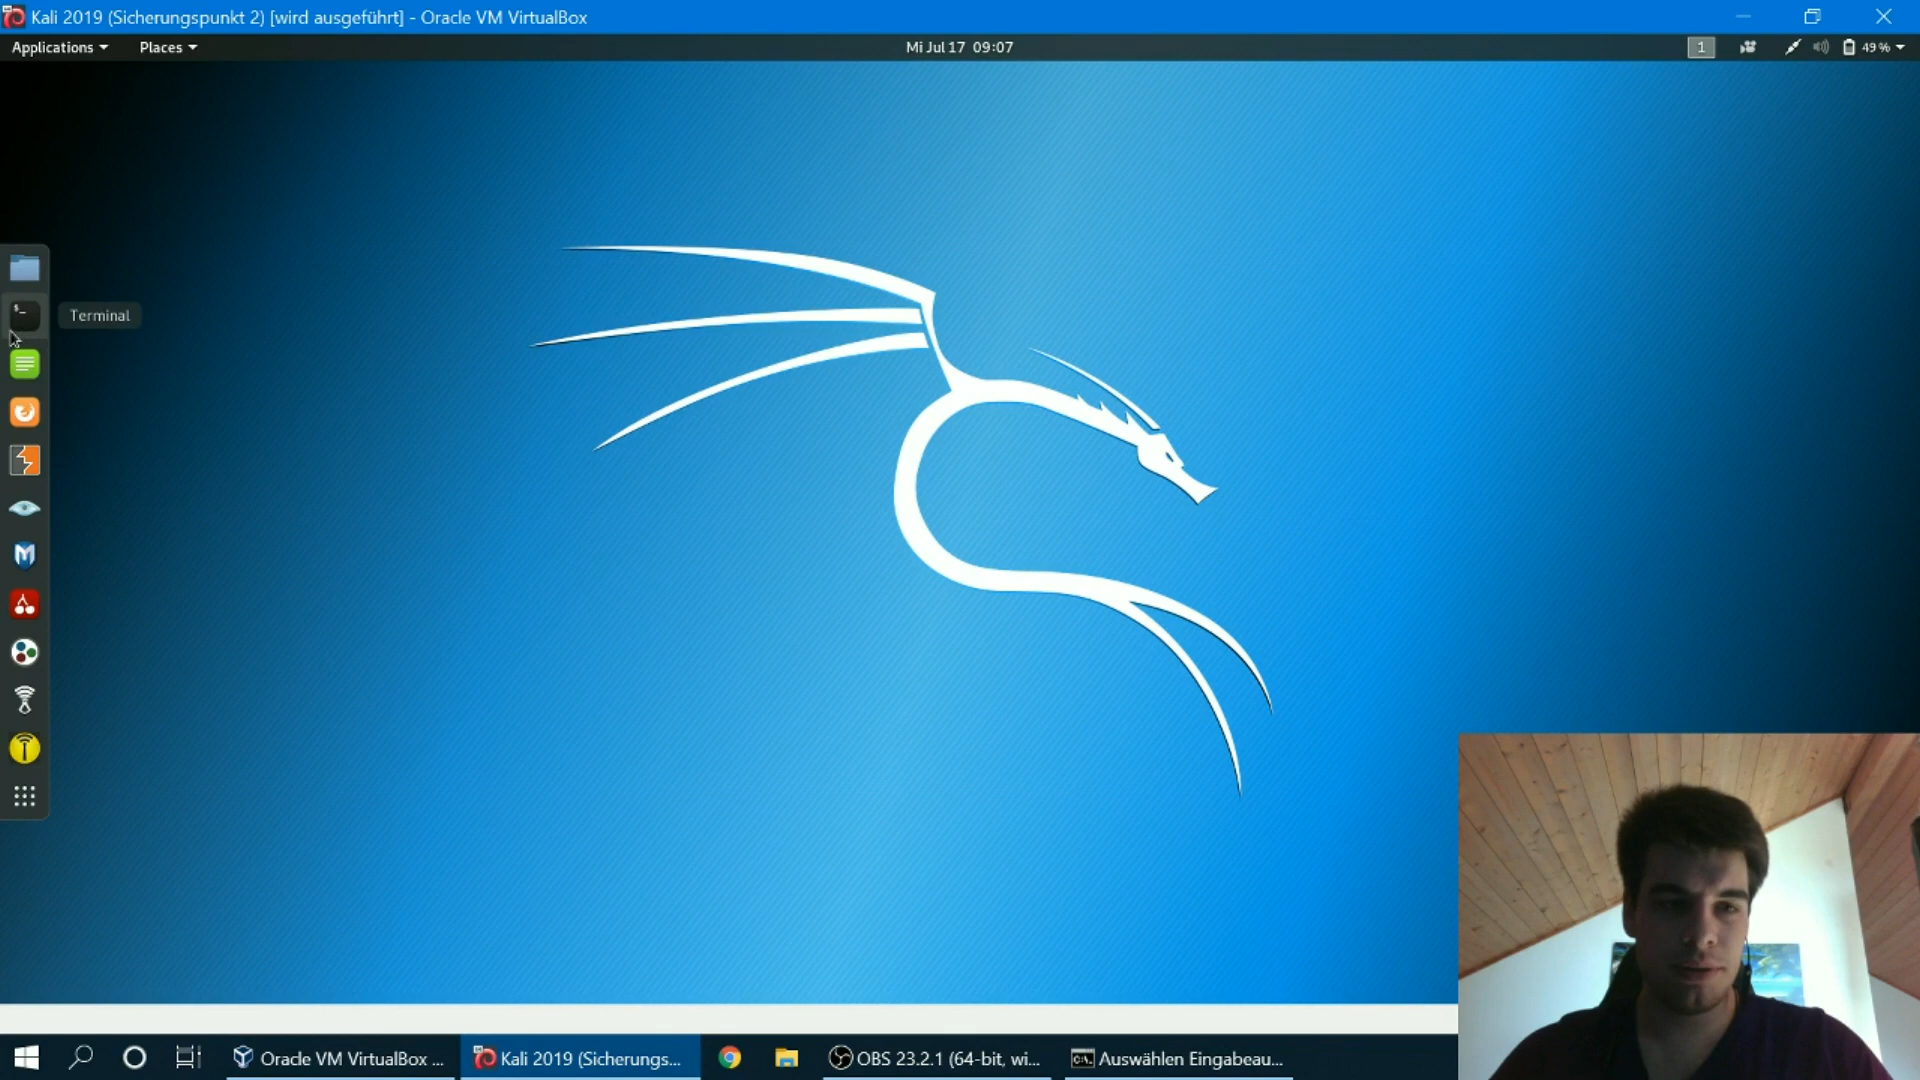 Kali 2019 (Sicherungspunkt 2) [wird ausgeführt] - Oracle VM VirtualBox
Applications Places Mi Jul 17 09:07 1 49 %
$_
Terminal
Oracle VM VirtualBox ... Kali 2019 (Sicherungs... OBS 23.2.1 (64-bit, wi... C:\. Auswählen Eingabeau...